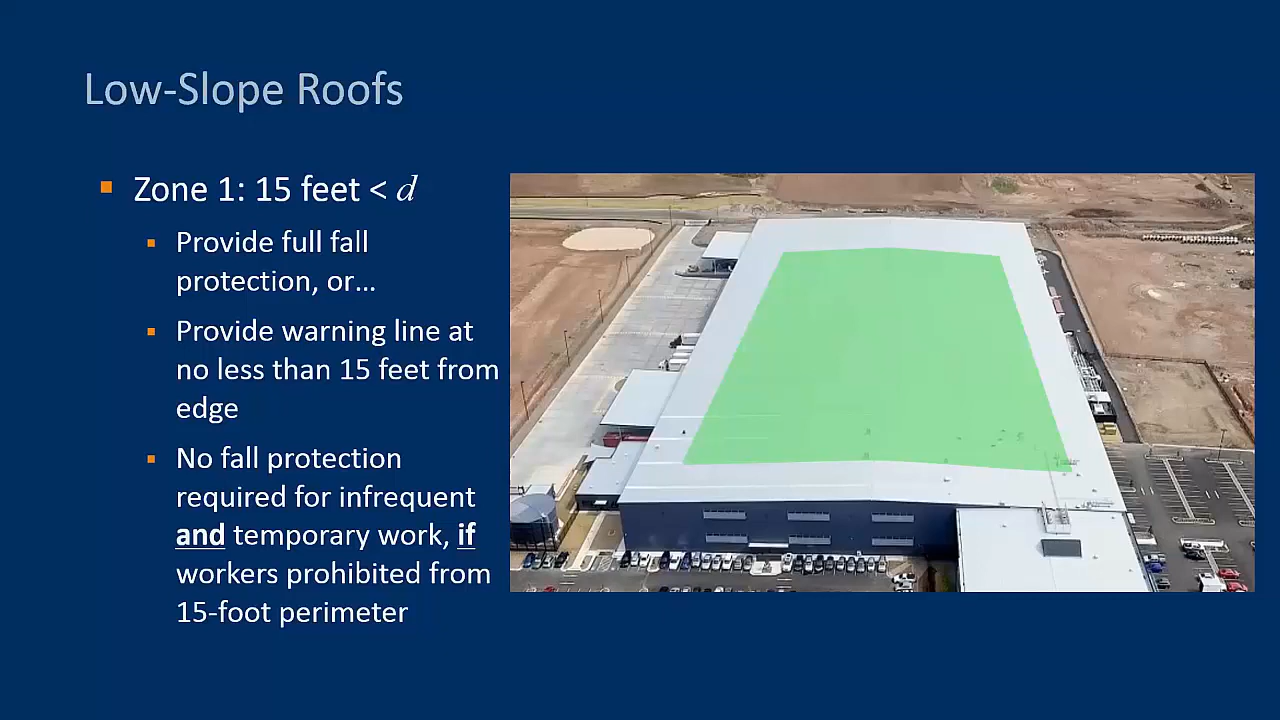 Low-Slope Roofs
Zone 1: 15 feet < d
Provide full fall
protection, or…
Provide warning line at
no less than 15 feet from
edge
No fall protection
required for infrequent
and temporary work, if
workers prohibited from
15-foot perimeter